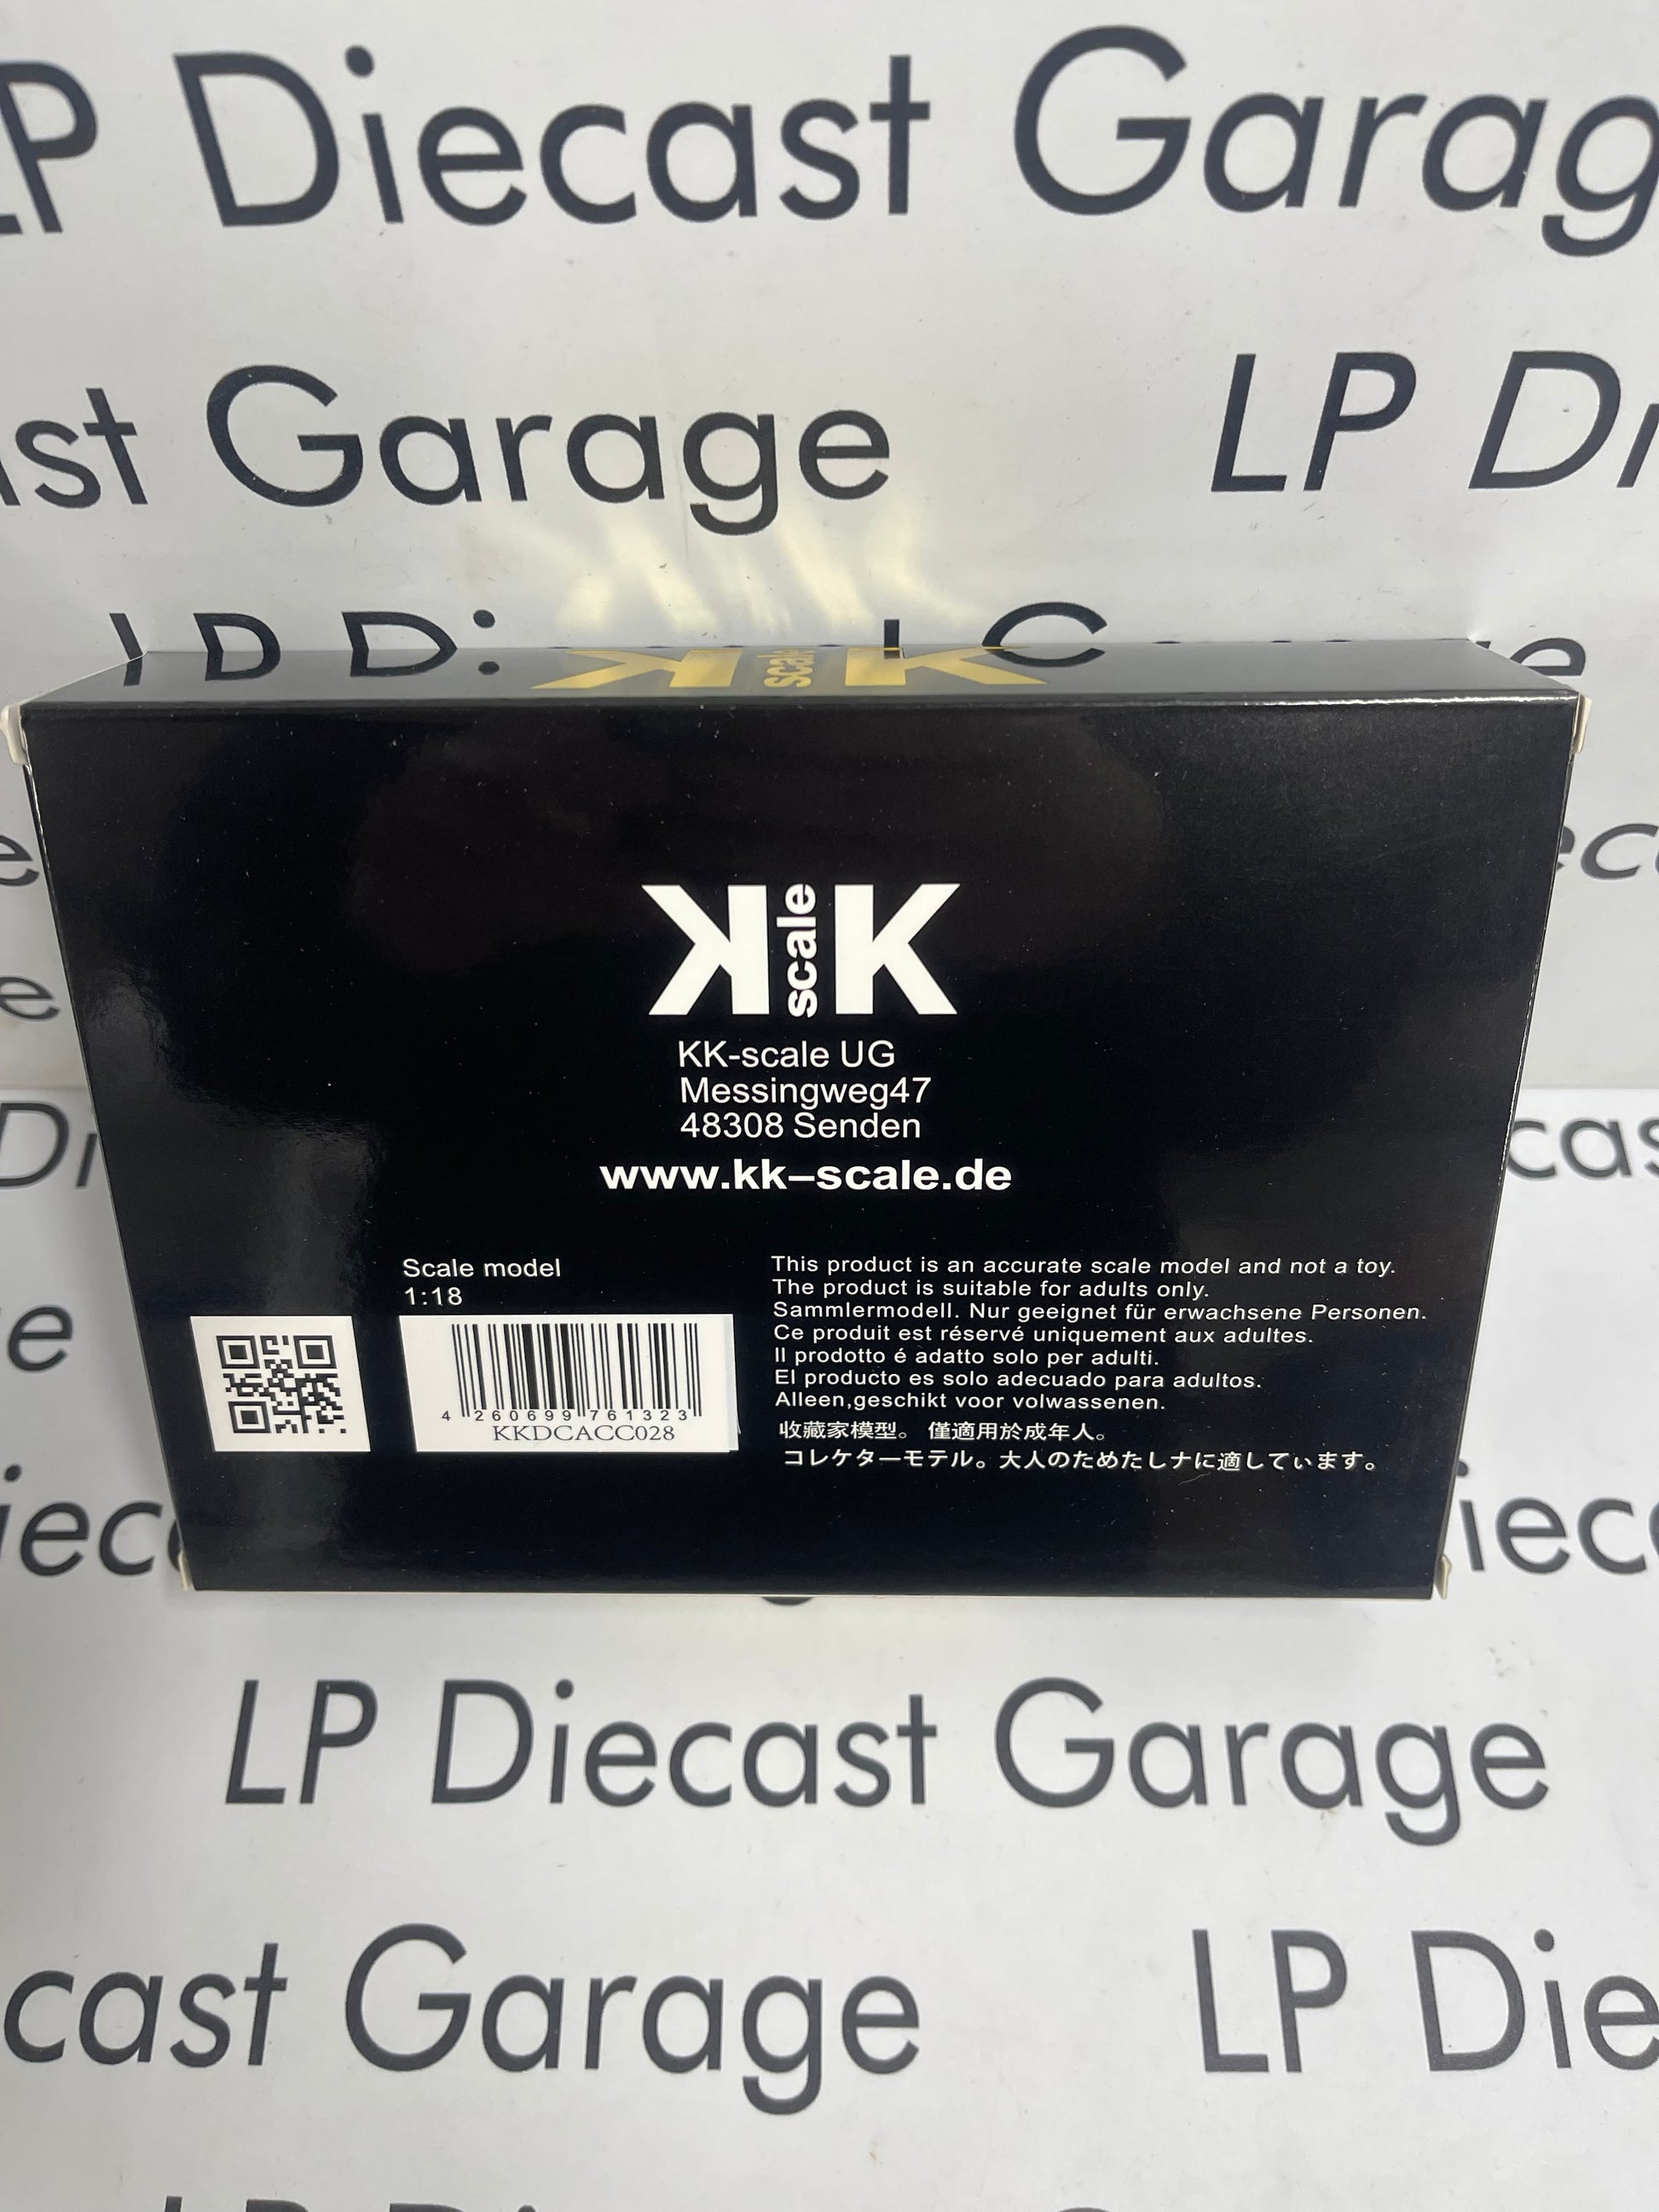 LP Diecast Garag
st Garage LP Di
K scale K
K scale K
KK-scale UG
Messingweg47
48308 Senden
www.kk–scale.de
Scale model
1:18
4 260699 761323
KKDCACC028
This product is an accurate scale model and not a toy.
The product is suitable for adults only.
Sammlermodell. Nur geeignet für erwachsene Personen.
Ce produit est réservé uniquement aux adultes.
Il prodotto é adatto solo per adulti.
El producto es solo adecuado para adultos.
Alleen,geschikt voor volwassenen.
收藏家模型。 僅適用於成年人。
コレケターモテル。大人のためたしナに適しています。
LP Diecast Garage
cast Garage LP Die